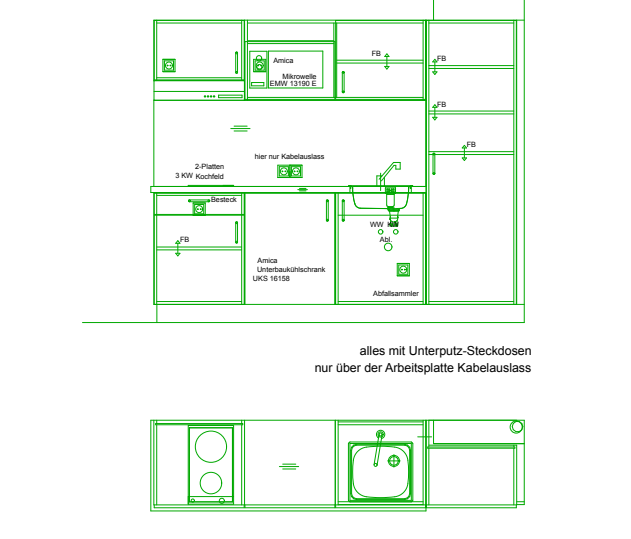 FB
FB
Amica
Mikrowelle
EMW 13190 E
FB
FB
hier nur Kabelauslass
2-Platten
3 KW Kochfeld
Besteck
WW KW
Abl.
FB
Amica
Unterbaukühlschrank
UKS 16158
Abfallsammler
alles mit Unterputz-Steckdosen
nur über der Arbeitsplatte Kabelauslass